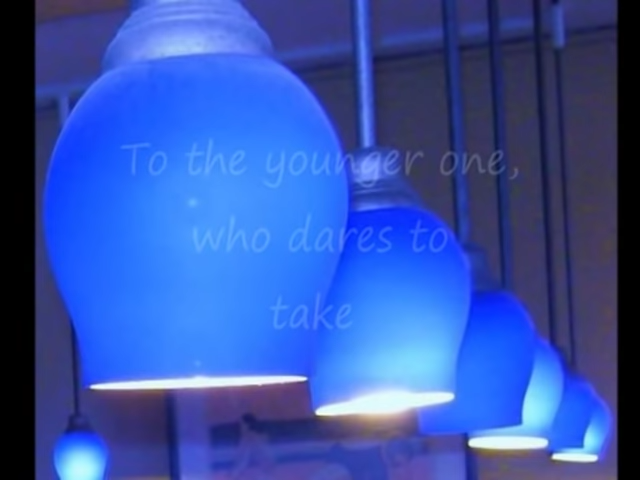 To the younger one,
who dares to
take